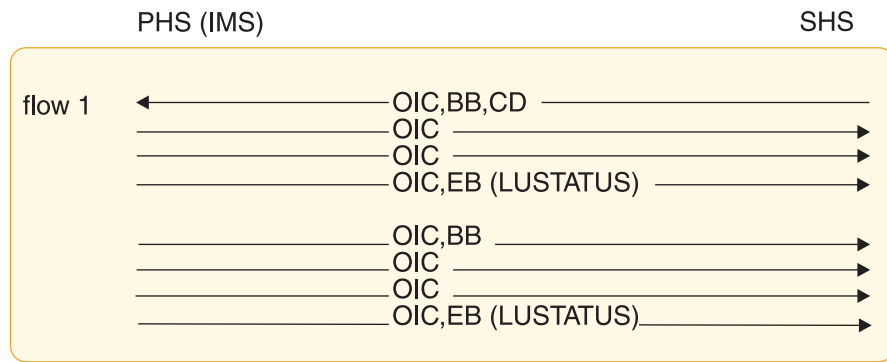 PHS (IMS) SHS
flow 1 OIC,BB,CD
OIC
OIC
OIC,EB (LUSTATUS)
OIC,BB
OIC
OIC
OIC,EB (LUSTATUS)